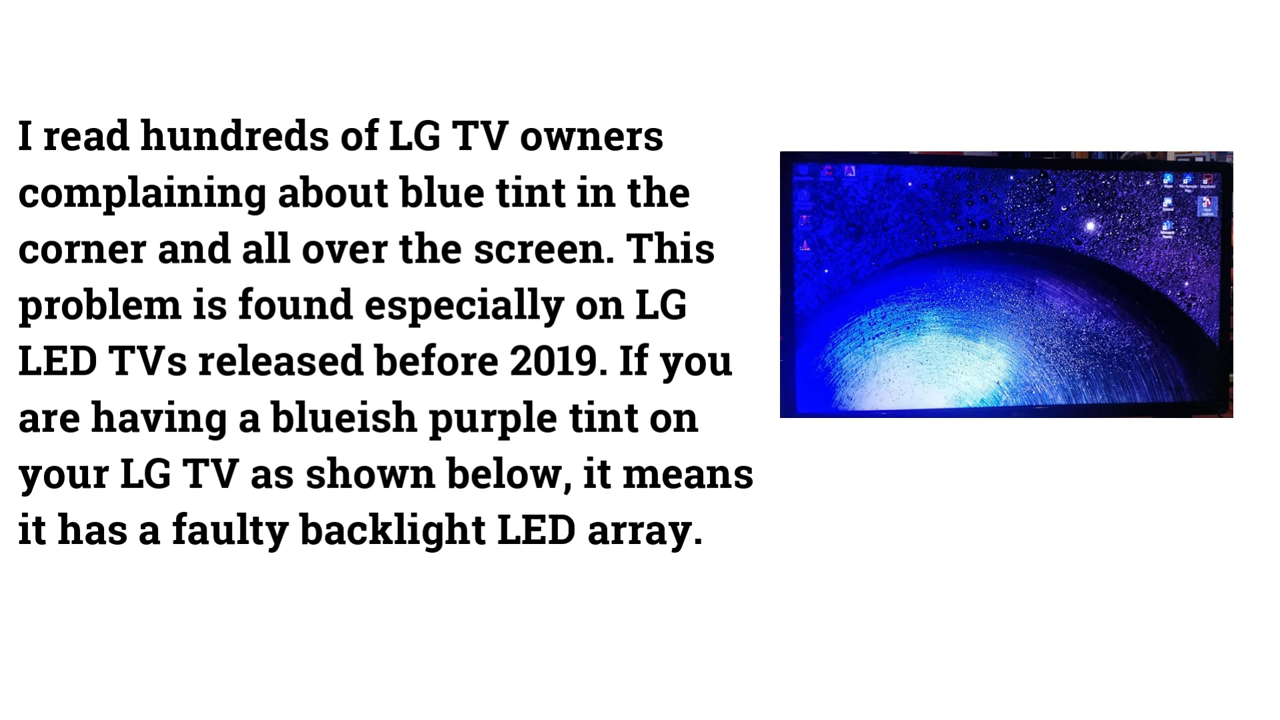 I read hundreds of LG TV owners
complaining about blue tint in the
corner and all over the screen. This
problem is found especially on LG
LED TVs released before 2019. If you
are having a blueish purple tint on
your LG TV as shown below, it means
it has a faulty backlight LED array.